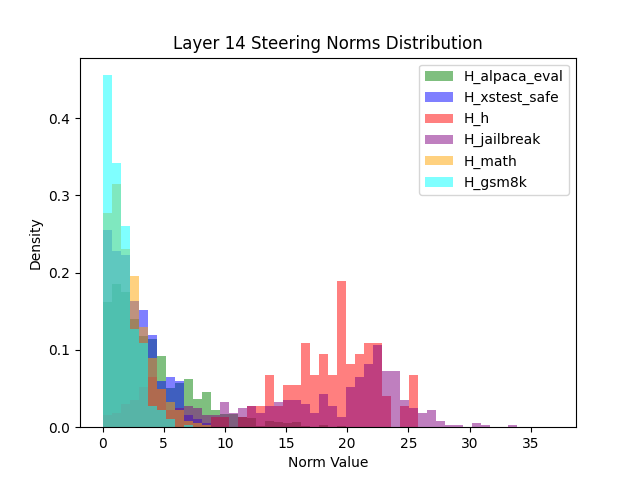 Layer 14 Steering Norms Distribution
H_alpaca_eval
H_xstest_safe
H_h
H_jailbreak
H_math
H_gsm8k
Density
0.4
0.3
0.2
0.1
0.0
0 5 10 15 20 25 30 35
Norm Value